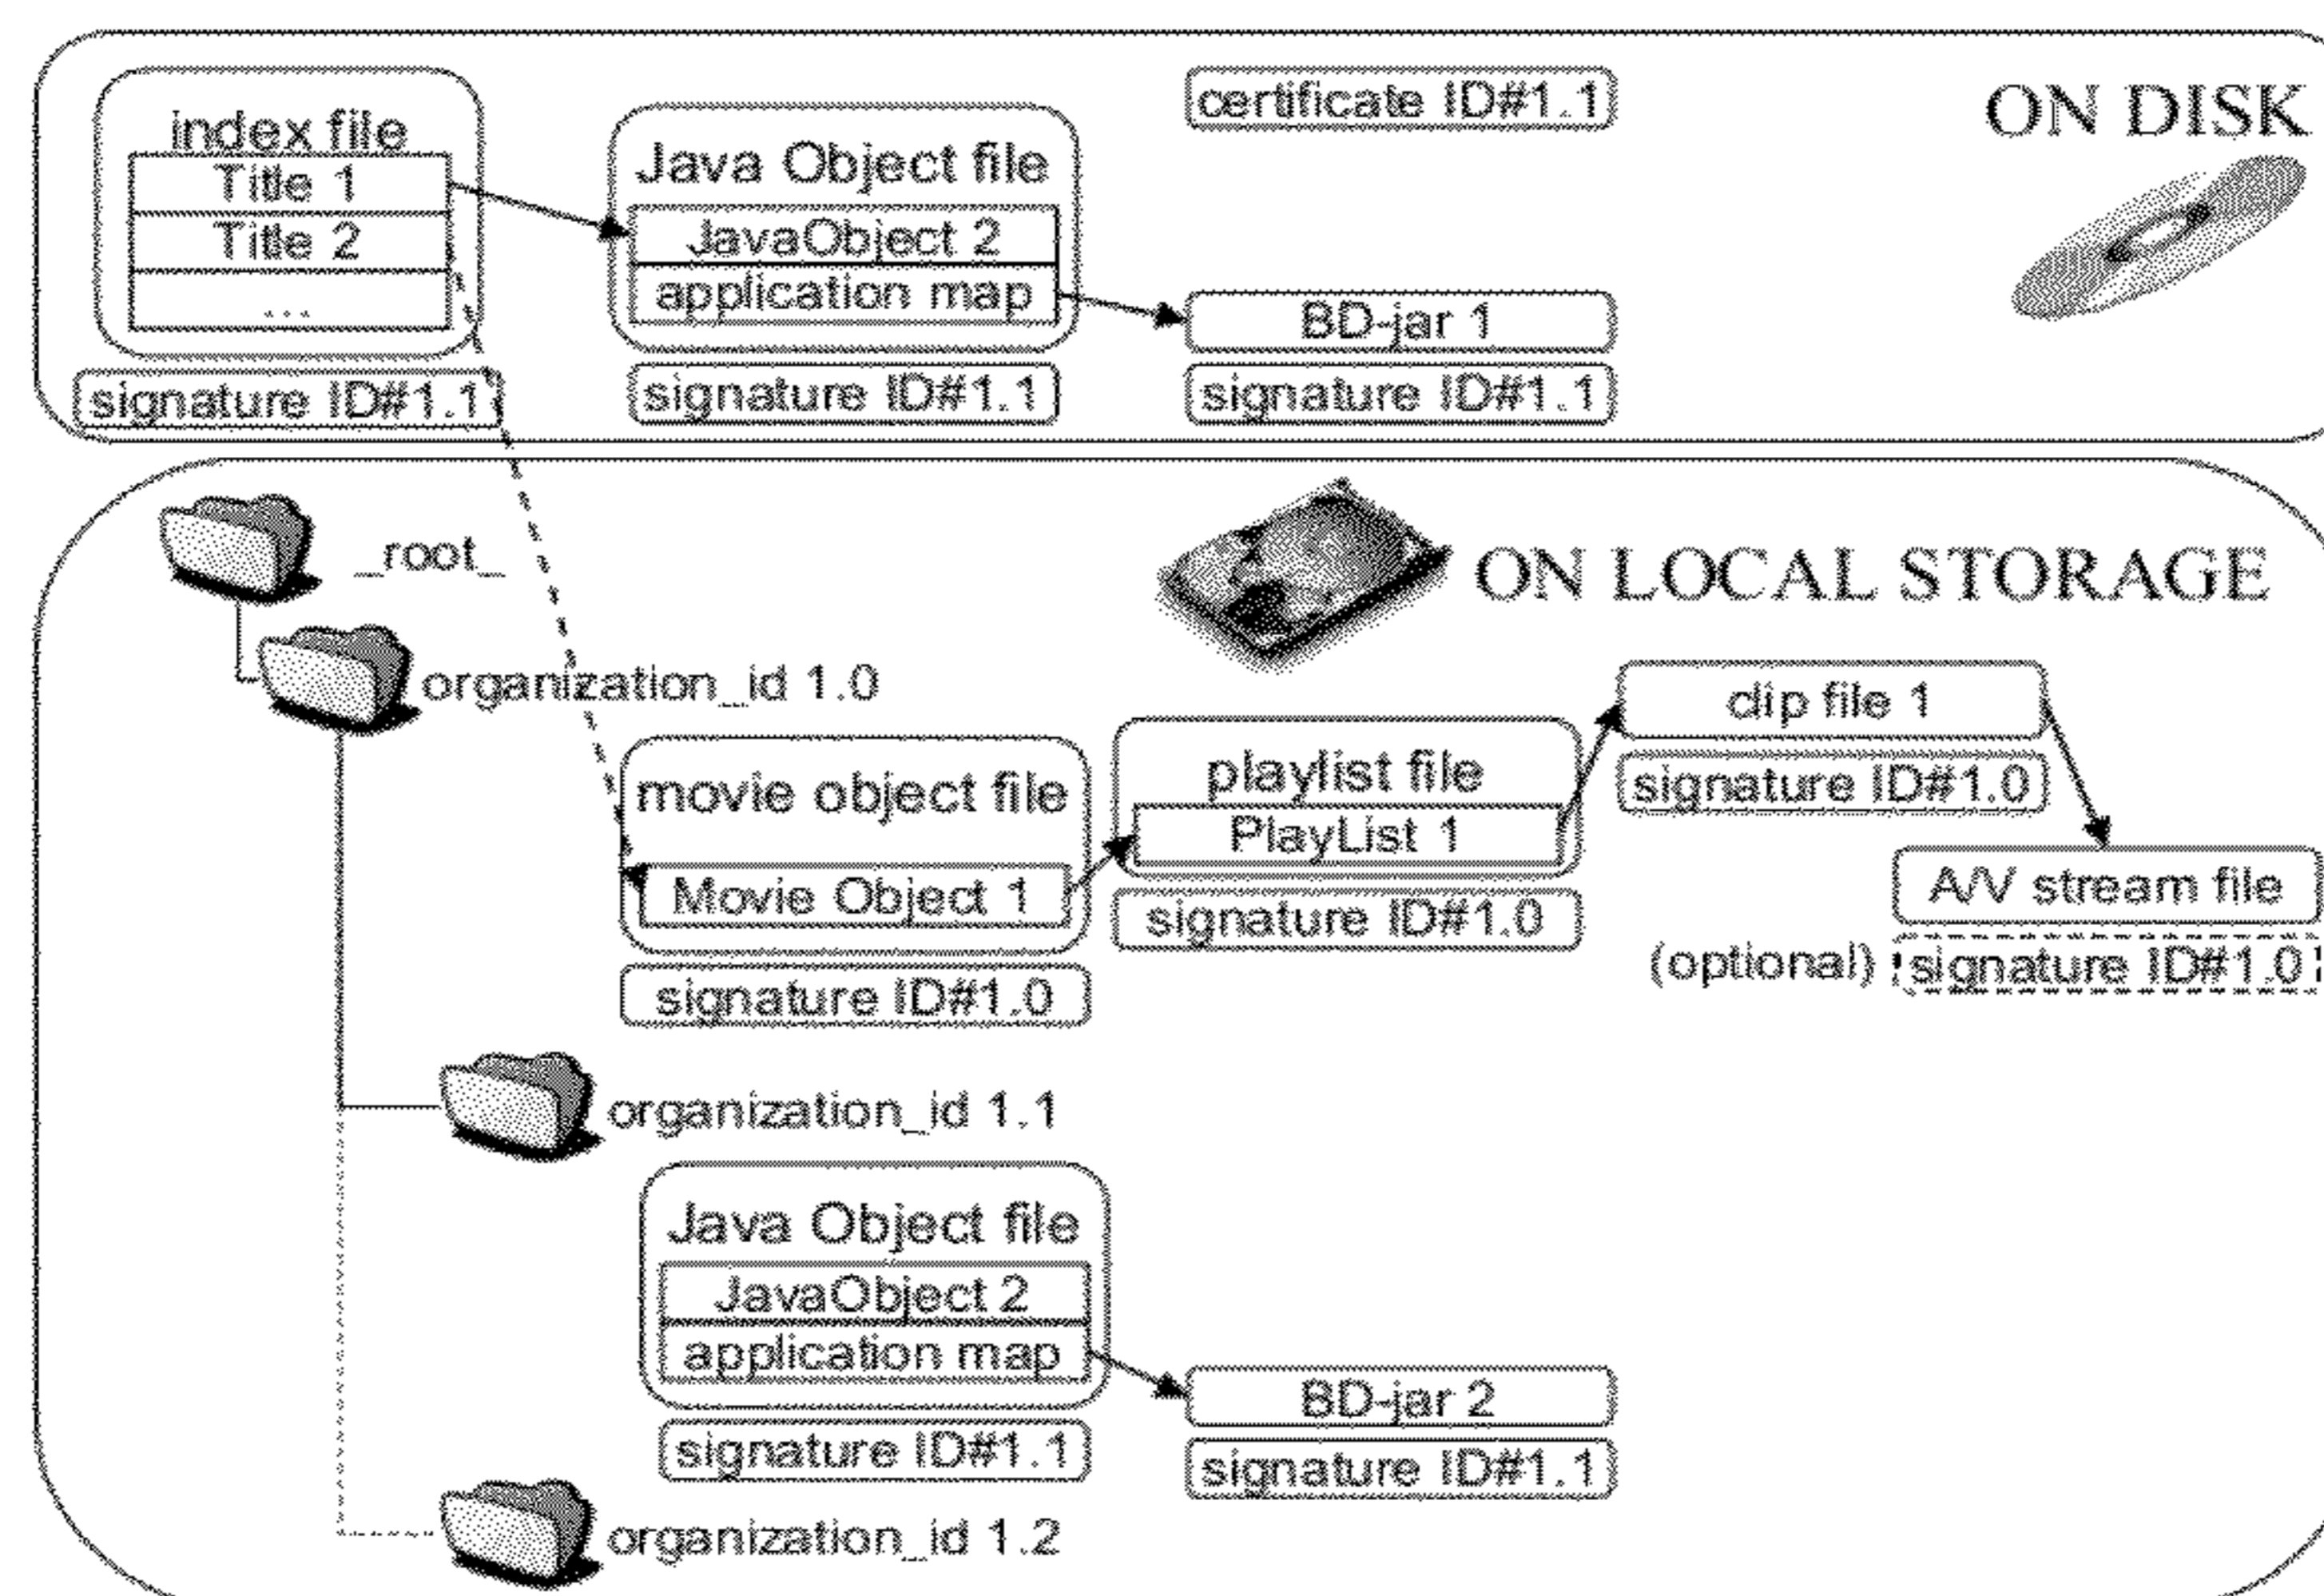 index file
Title 1
Title 2
...
signature ID#1.1
Java Object file
JavaObject 2
application map
signature ID#1.1
certificate ID#1.1
BD-jar 1
signature ID#1.1
ON DISK
_root_
ON LOCAL STORAGE
organization_id 1.0
movie object file
Movie Object 1
signature ID#1.0
playlist file
PlayList 1
signature ID#1.0
clip file 1
signature ID#1.0
A/V stream file
(optional) signature ID#1.0
organization_id 1.1
Java Object file
JavaObject 2
application map
signature ID#1.1
BD-jar 2
signature ID#1.1
organization_id 1.2